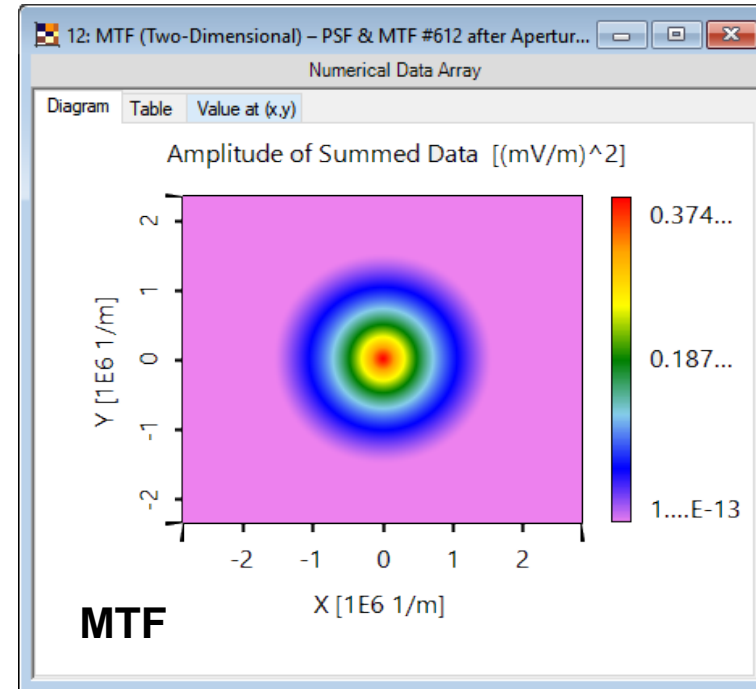 12: MTF (Two-Dimensional) – PSF & MTF #612 after Apertur...
Numerical Data Array
Diagram Table Value at (x,y)
Amplitude of Summed Data [(mV/m)^2]
2
1
0
-1
-2
Y [1E6 1/m]
0.374...
0.187...
1....E-13
-2 -1 0 1 2
X [1E6 1/m]
MTF